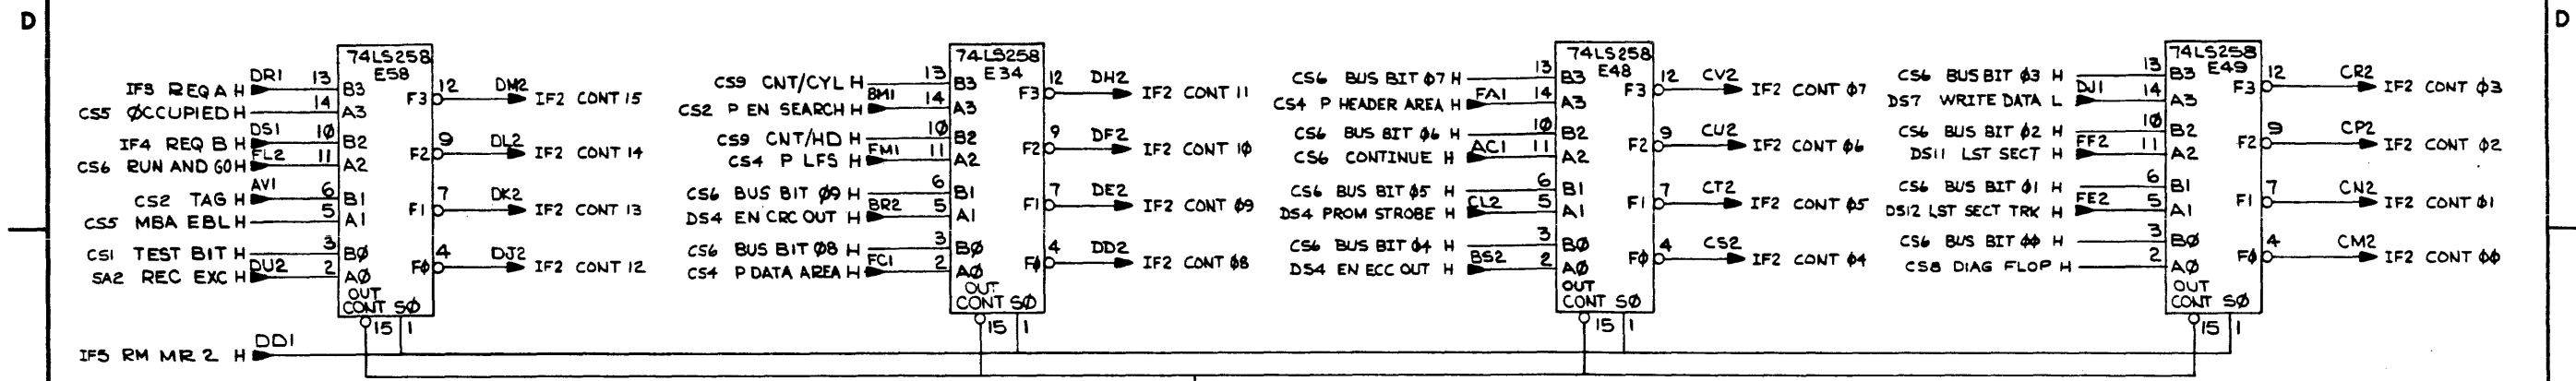 D D
74LS258 E58
IF3 REQ A H DR1 13 B3
CS5 ØCCUPIED H 14 A3
IF4 REQ B H DS1 10 B2
CS6 RUN AND GO H FL2 11 A2
CS2 TAG H AV1 6 B1
CS5 MBA EBL H 5 A1
CS1 TEST BIT H 3 BØ
SA2 REC EXC H DU2 2 AØ
F3 12 DM2 IF2 CONT 15
F2 9 DL2 IF2 CONT 14
F1 7 DK2 IF2 CONT 13
FØ 4 DJ2 IF2 CONT 12
OUT CONT SØ
15 1
74LS258 E34
CS9 CNT/CYL H 13 B3
CS2 P EN SEARCH H BM1 14 A3
CS9 CNT/HD H 1Ø B2
CS4 P LFS H FM1 11 A2
CS6 BUS BIT Ø9 H 6 B1
DS4 EN CRC OUT H BR2 5 A1
CS6 BUS BIT Ø8 H 3 BØ
CS4 P DATA AREA H FC1 2 AØ
F3 12 DH2 IF2 CONT 11
F2 9 DF2 IF2 CONT 1Ø
F1 7 DE2 IF2 CONT Ø9
FØ 4 DD2 IF2 CONT Ø8
OUT CONT SØ
15 1
74LS258 E48
CS6 BUS BIT Ø7 H 13 B3
CS4 P HEADER AREA H FA1 14 A3
CS6 BUS BIT Ø6 H 1Ø B2
CS6 CONTINUE H AC1 11 A2
CS6 BUS BIT Ø5 H 6 B1
DS4 PROM STROBE H CL2 5 A1
CS6 BUS BIT Ø4 H 3 BØ
DS4 EN ECC OUT H BS2 2 AØ
F3 12 CV2 IF2 CONT Ø7
F2 9 CU2 IF2 CONT Ø6
F1 7 CT2 IF2 CONT Ø5
FØ 4 CS2 IF2 CONT Ø4
OUT CONT SØ
15 1
74LS258 E49
CS6 BUS BIT Ø3 H 13 B3
DS7 WRITE DATA L DJ1 14 A3
CS6 BUS BIT Ø2 H 1Ø B2
DS11 LST SECT H FF2 11 A2
CS6 BUS BIT Ø1 H 6 B1
DS12 LST SECT TRK H FE2 5 A1
CS6 BUS BIT ØØ H 3 BØ
CS8 DIAG FLOP H 2 AØ
F3 12 CR2 IF2 CONT Ø3
F2 9 CP2 IF2 CONT Ø2
F1 7 CN2 IF2 CONT Ø1
FØ 4 CM2 IF2 CONT ØØ
OUT CONT SØ
15 1
IF5 RM MR 2 H DD1